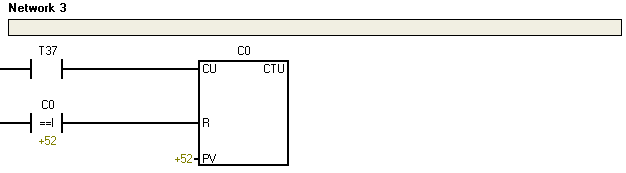 Network 3
T37 C0
CU CTU
C0
==I R
+52
+52 PV